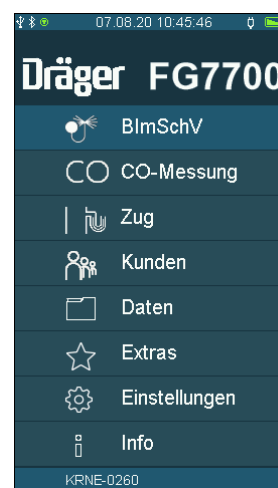 07.08.20 10:45:46
Dräger FG7700
BImSchV
CO CO-Messung
Zug
Kunden
Daten
Extras
Einstellungen
Info
KRNE-0260